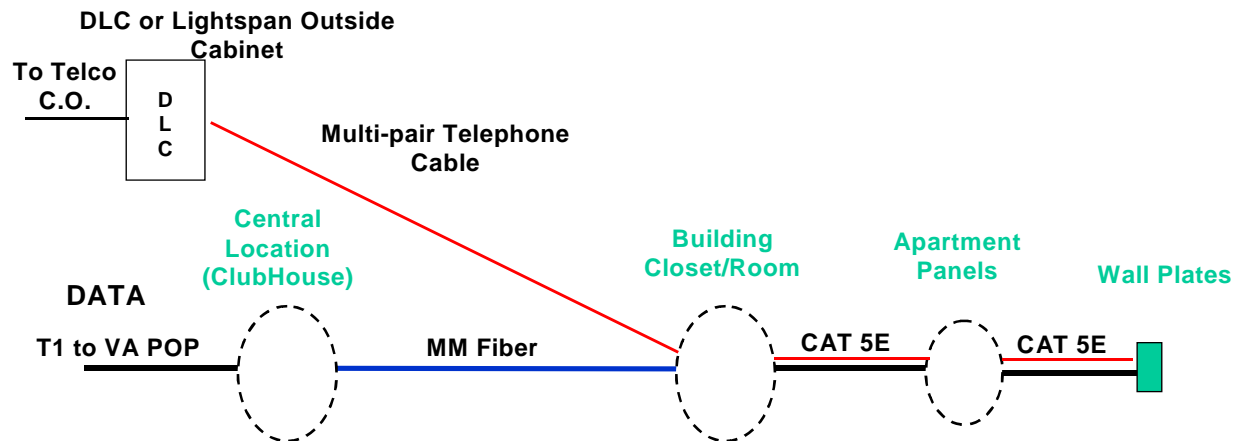 DLC or Lightspan Outside
Cabinet
To Telco
C.O.
D
L
C
Multi-pair Telephone
Cable
Central
Location
(ClubHouse)
Building
Closet/Room
Apartment
Panels
Wall Plates
DATA
T1 to VA POP
MM Fiber
CAT 5E
CAT 5E